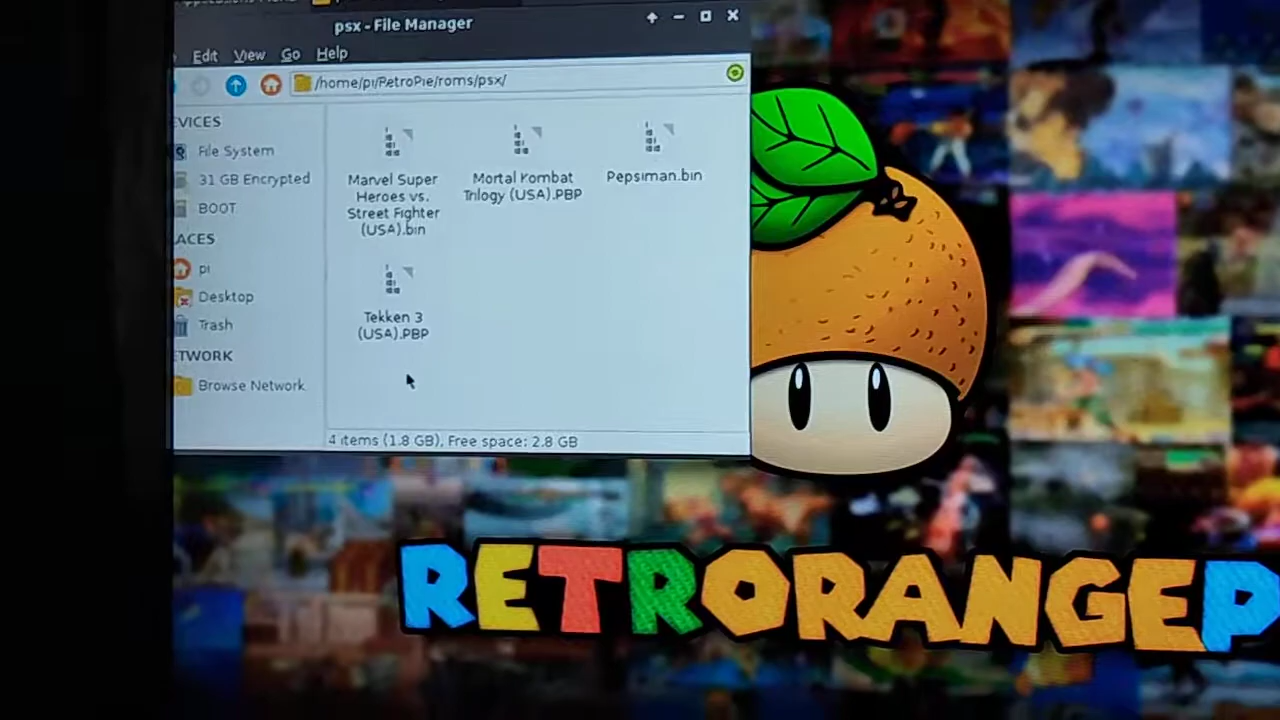 psx - File Manager
Edit View Go Help
/home/pi/RetroPie/roms/psx/
EVICES
File System
31 GB Encrypted
BOOT
ACES
pi
Desktop
Trash
ETWORK
Browse Network
Marvel Super
Heroes vs.
Street Fighter
(USA).bin
Mortal Kombat
Trilogy (USA).PBP
Pepsiman.bin
Tekken 3
(USA).PBP
4 items (1.8 GB), Free space: 2.8 GB
RETRORANGEP